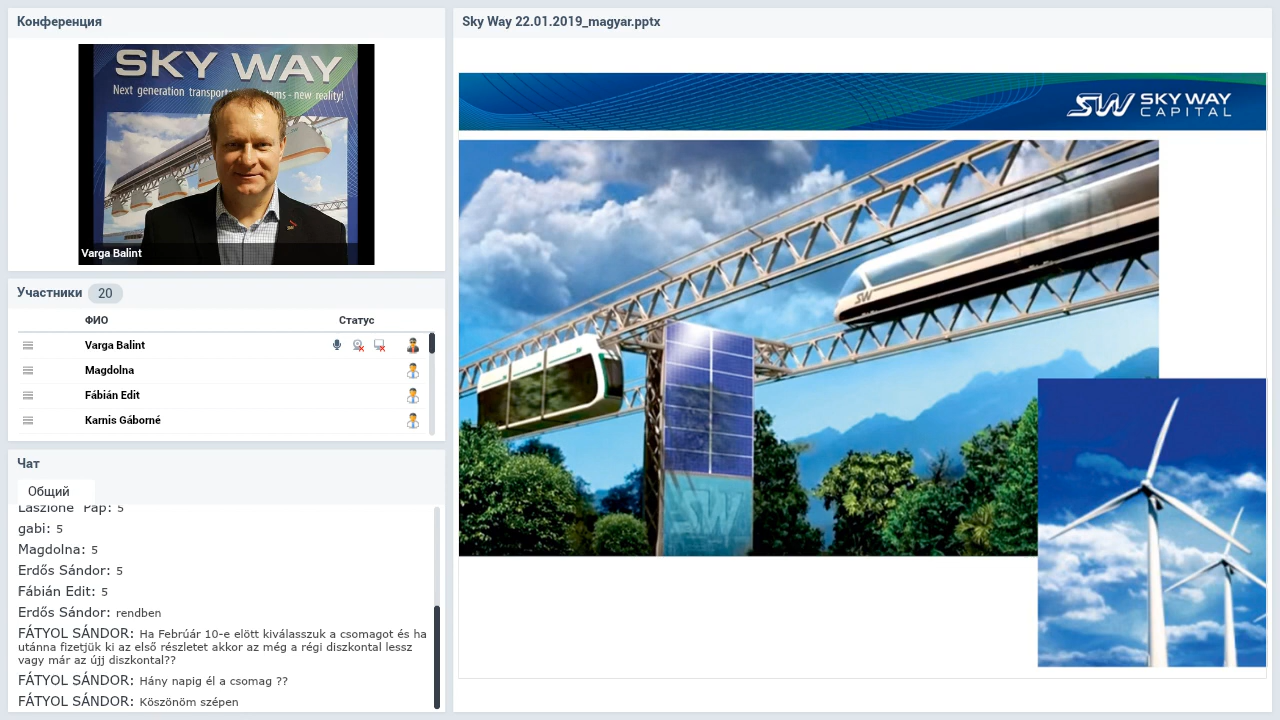 Конференция
SKY WAY
Next generation
- new reality!
Varga Balint
Участники 20
ФИО Статус
Varga Balint
Magdolna
Fábián Edit
Karnis Gáborné
Чат
Общий
Lászlóné Pap: 5
gabi: 5
Magdolna: 5
Erdős Sándor: 5
Fábián Edit: 5
Erdős Sándor: rendben
FÁTYOL SÁNDOR: Ha Február 10-e elött kiválasszuk a csomagot és ha
utánna fizetjük ki az első részletet akkor az még a régi diszkontal lessz
vagy már az újj diszkontal??
FÁTYOL SÁNDOR: Hány napig él a csomag ??
FÁTYOL SÁNDOR: Köszönöm szépen
Sky Way 22.01.2019_magyar.pptx
SW SKY WAY
CAPITAL
SW
SW